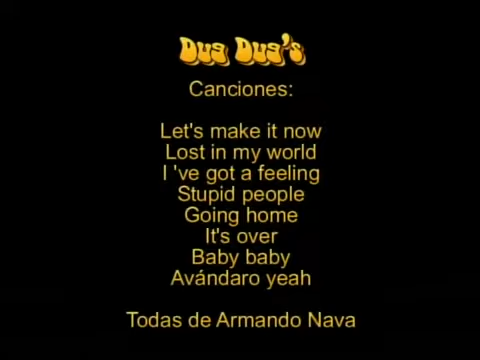 Dug Dug's
Canciones:
Let's make it now
Lost in my world
I 've got a feeling
Stupid people
Going home
It's over
Baby baby
Avándaro yeah
Todas de Armando Nava